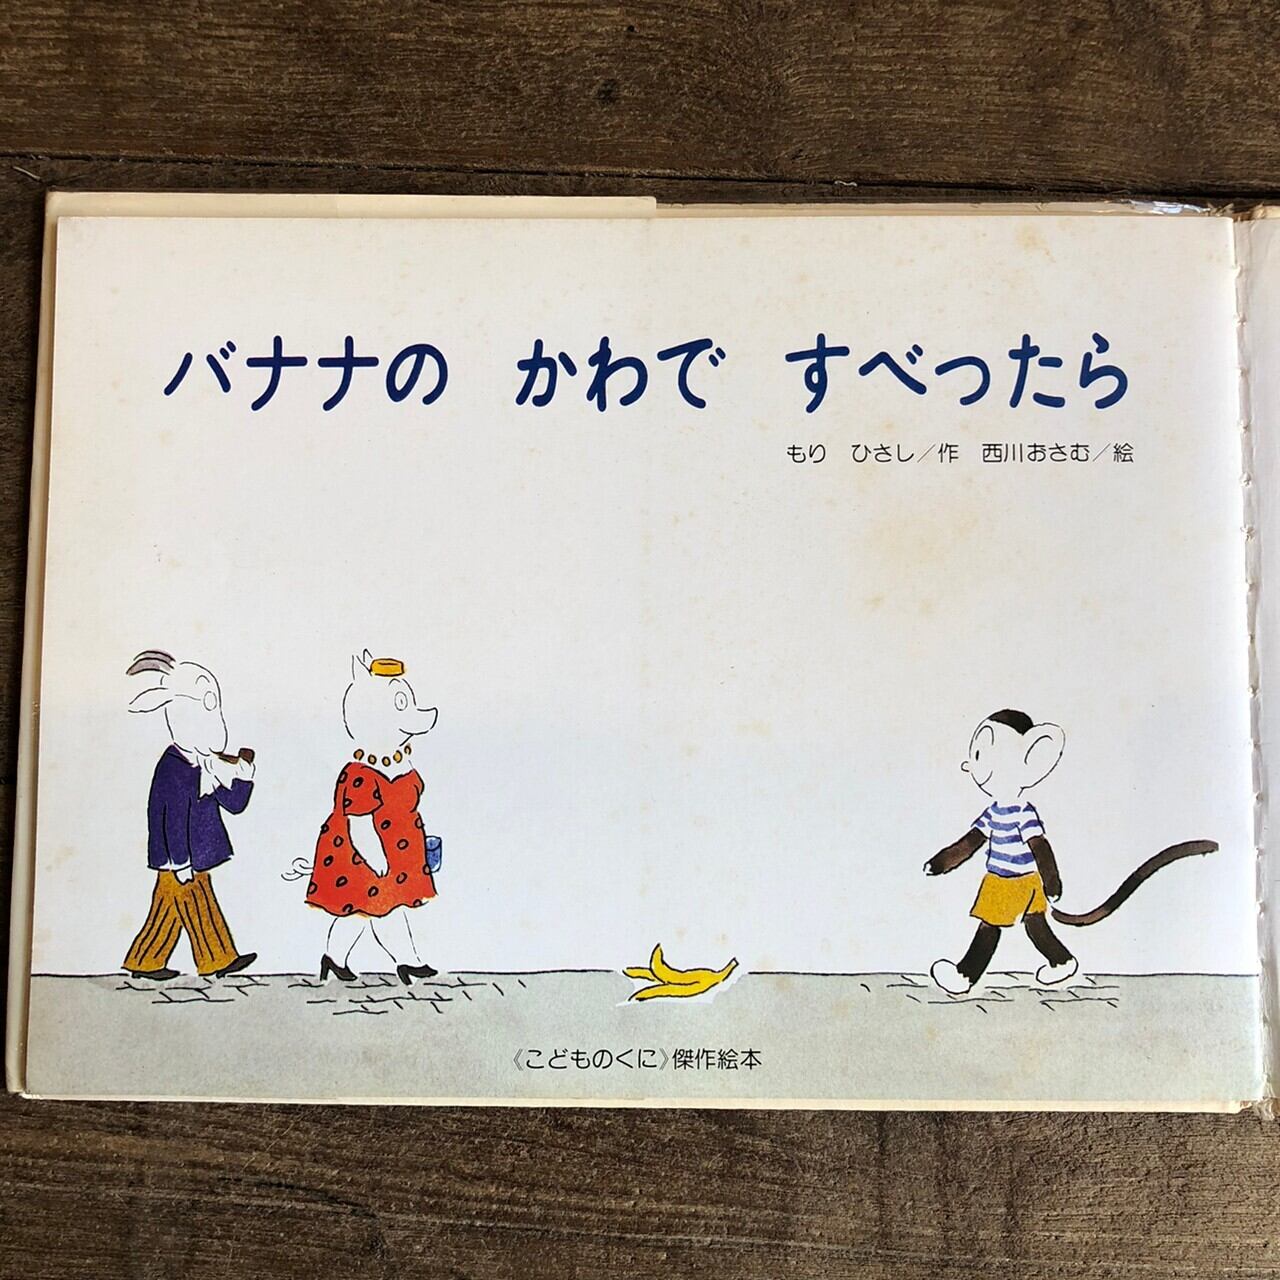 バナナの かわで すべったら
もり ひさし／作 西川おさむ／絵
《こどものくに》傑作絵本